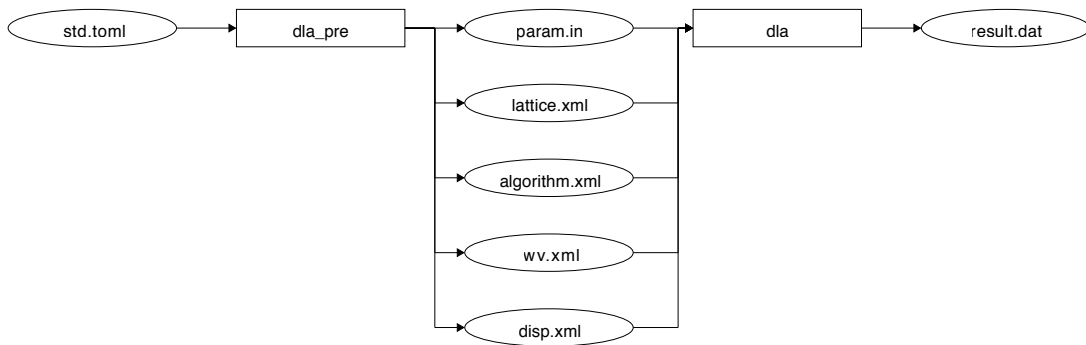 std.toml
dla_pre
param.in
dla
result.dat
lattice.xml
algorithm.xml
wv.xml
disp.xml